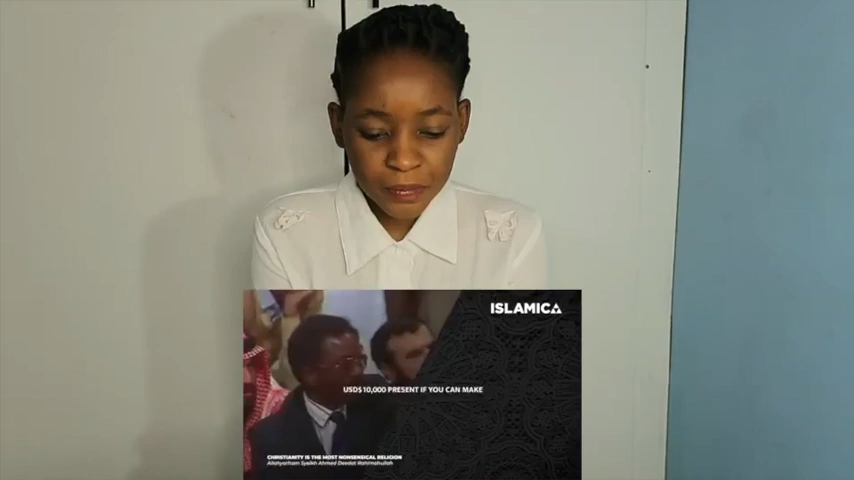 ISLAMICA
USD$10,000 PRESENT IF YOU CAN MAKE
CHRISTIANITY IS THE MOST NONSENSICAL RELIGION
Allahyarham Syeikh Ahmed Deedat Rahimahullah